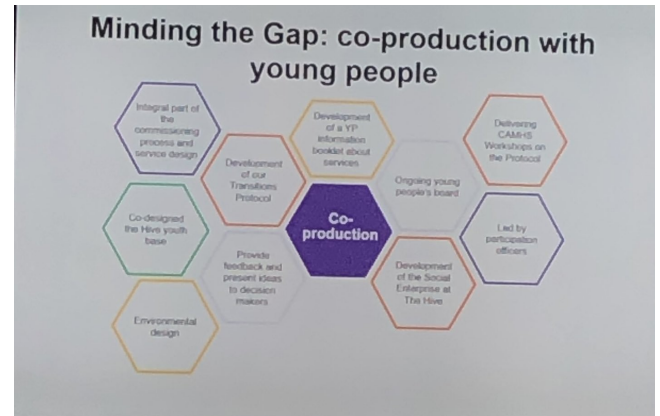 Minding the Gap: co-production with
young people
Integral part of
the
commissioning
process and
service design
Development
of our
Transitions
Protocol
Development
of a YP
information
booklet about
services
Ongoing young
people's board
Delivering
CAMHS
Workshops on
the Protocol
Co-designed
the Hive youth
base
Provide
feedback and
present ideas
to decision
makers
Co-
production
Development
of the Social
Enterprise at
The Hive
Led by
participation
officers
Environmental
design